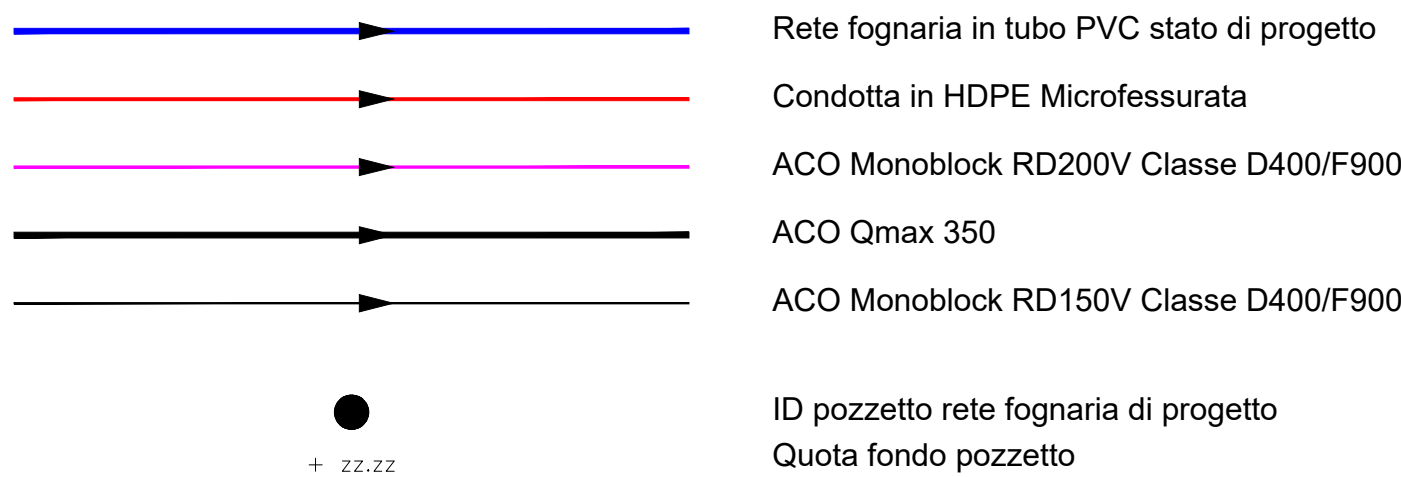 Rete fognaria in tubo PVC stato di progetto
Condotta in HDPE Microfessurata
ACO Monoblock RD200V Classe D400/F900
ACO Qmax 350
ACO Monoblock RD150V Classe D400/F900
ID pozzetto rete fognaria di progetto
+ zz.zz Quota fondo pozzetto